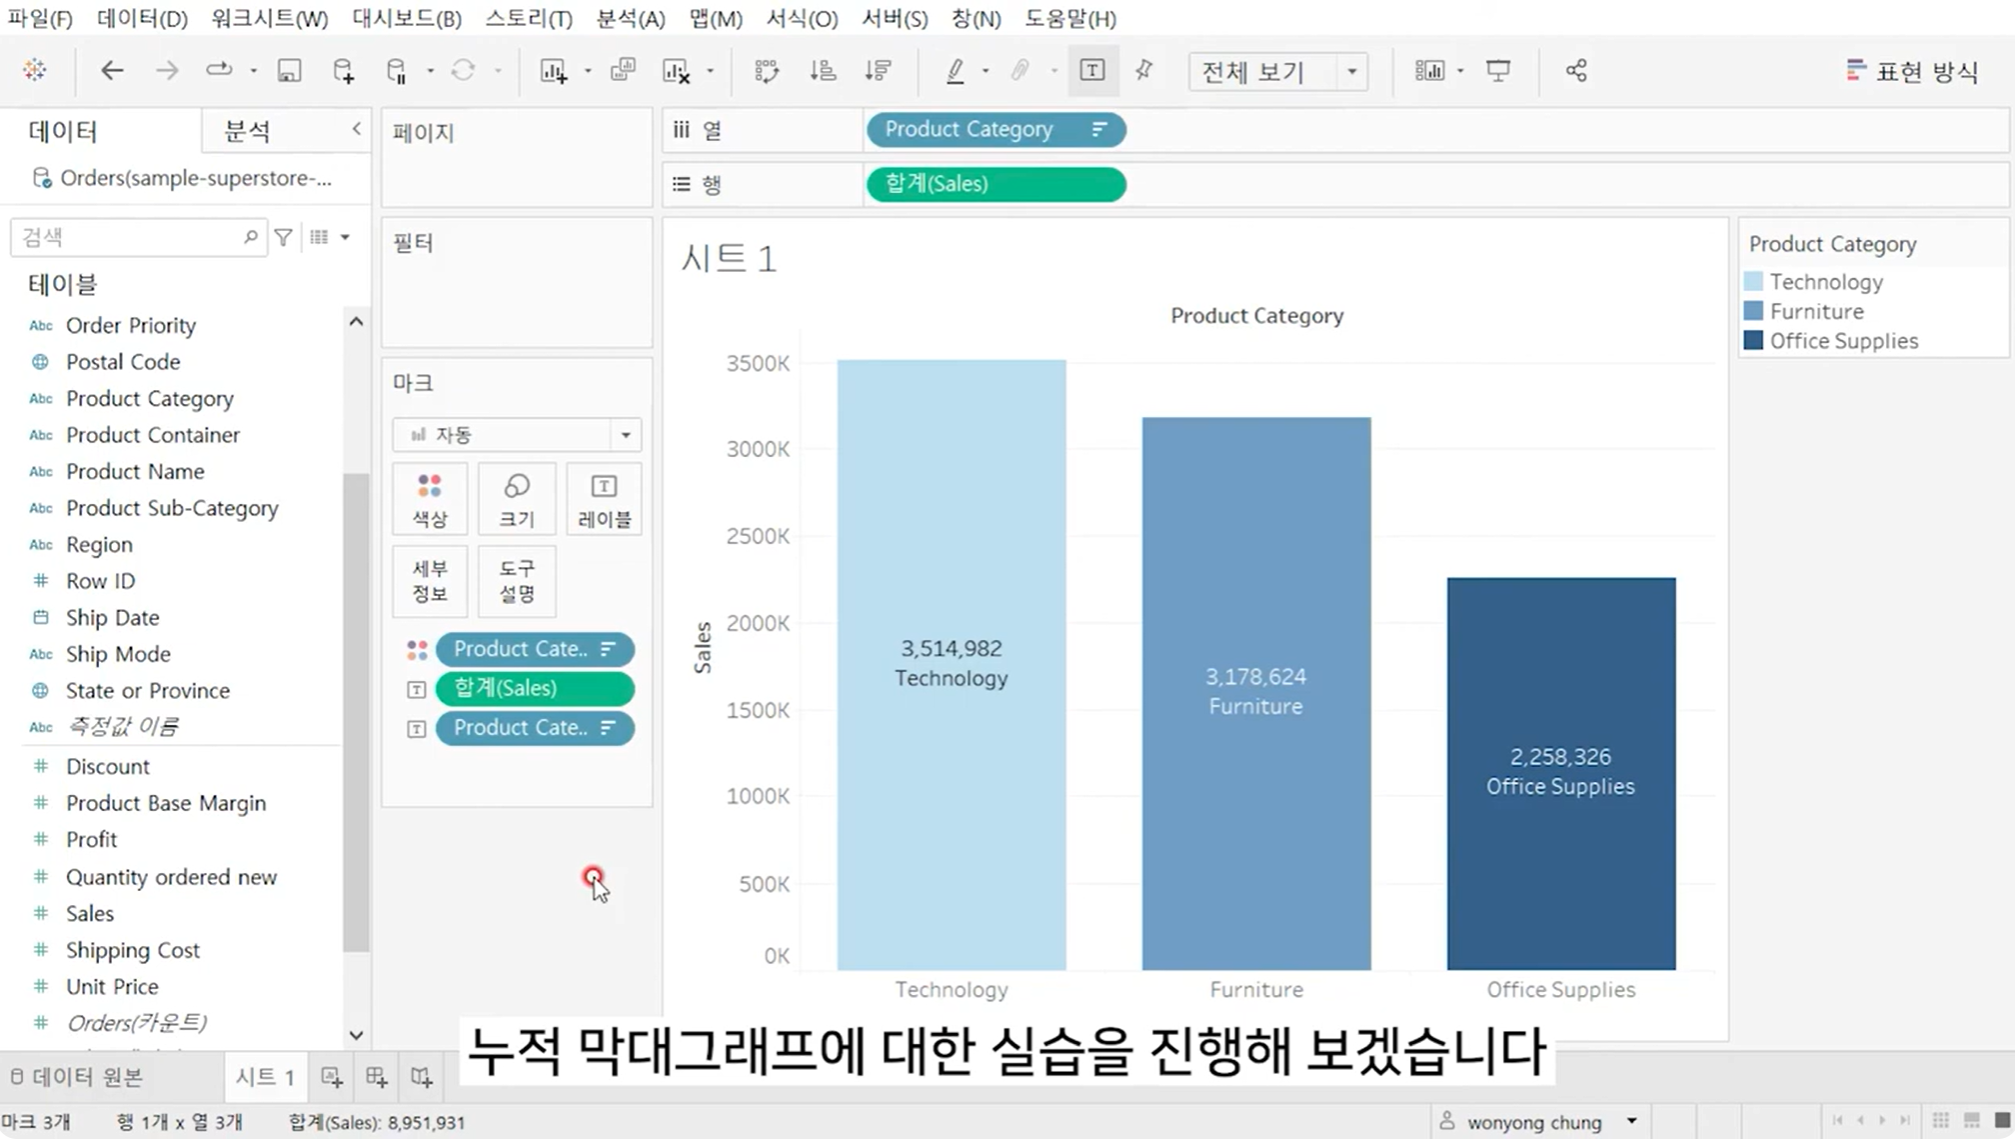 파일(F) 데이터(D) 워크시트(W) 대시보드(B) 스토리(T) 분석(A) 맵(M) 서식(O) 서버(S) 창(N) 도움말(H)
전체 보기
표현 방식
데이터 분석
Orders(sample-superstore-...
검색
테이블
Abc Order Priority
Postal Code
Abc Product Category
Abc Product Container
Abc Product Name
Abc Product Sub-Category
Abc Region
# Row ID
Ship Date
Abc Ship Mode
State or Province
Abc 측정값 이름
# Discount
# Product Base Margin
# Profit
# Quantity ordered new
# Sales
# Shipping Cost
# Unit Price
# Orders(카운트)
페이지
필터
마크
자동
색상 크기 레이블
세부 정보 도구 설명
Product Cate..
합계(Sales)
Product Cate..
iii 열 Product Category
행 합계(Sales)
시트 1
Product Category
Sales
3500K
3000K
2500K
2000K
1500K
1000K
500K
0K
3,514,982
Technology
3,178,624
Furniture
2,258,326
Office Supplies
Technology Furniture Office Supplies
Product Category
Technology
Furniture
Office Supplies
누적 막대그래프에 대한 실습을 진행해 보겠습니다
데이터 원본 시트 1
마크 3개 행 1개 x 열 3개 합계(Sales): 8,951,931
wonyong chung